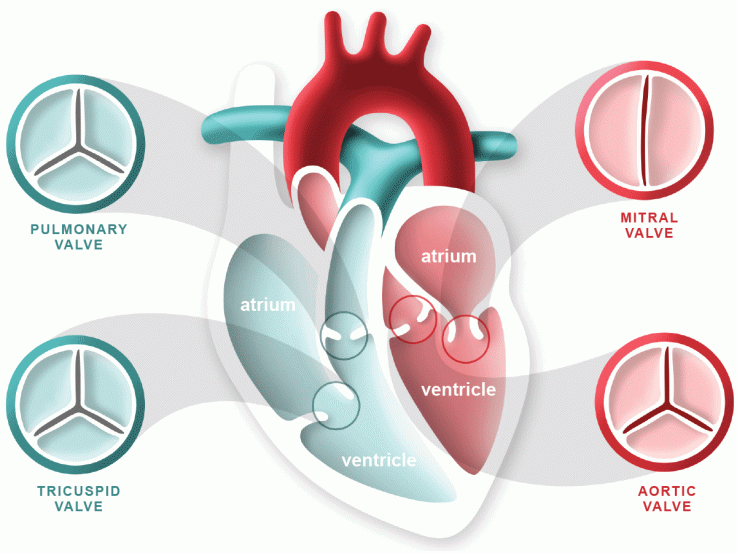 PULMONARY
VALVE
MITRAL
VALVE
atrium
atrium
ventricle
ventricle
TRICUSPID
VALVE
AORTIC
VALVE